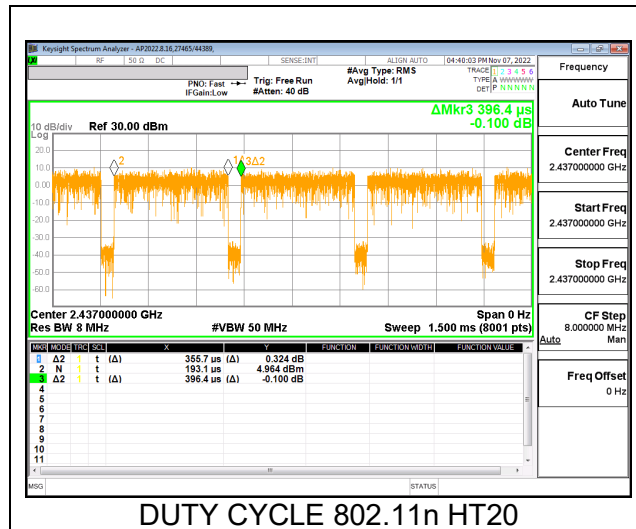 Keysight Spectrum Analyzer - AP2022.8.16,27465/44389,
RF 50 Ω DC SENSE:INT ALIGN AUTO 04:40:03 PM Nov 07, 2022
PNO: Fast IFGain:Low
Trig: Free Run
#Atten: 40 dB
#Avg Type: RMS
Avg|Hold: 1/1
TRACE 1 2 3 4 5 6
TYPE A WWWWW
DET P N N N N N
ΔMkr3 396.4 µs
-0.100 dB
10 dB/div Ref 30.00 dBm
Log
20.0
10.0
0.00
-10.0
-20.0
-30.0
-40.0
-50.0
-60.0
2
3Δ2
Center 2.437000000 GHz Span 0 Hz
Res BW 8 MHz #VBW 50 MHz Sweep 1.500 ms (8001 pts)
MKR MODE TRC SCL X Y FUNCTION FUNCTION WIDTH FUNCTION VALUE
1 Δ2 1 t (Δ) 355.7 µs (Δ) 0.324 dB
2 N 1 t 193.1 µs 4.964 dBm
3 Δ2 1 t (Δ) 396.4 µs (Δ) -0.100 dB
4
5
6
7
8
9
10
11
MSG STATUS
Frequency
Auto Tune
Center Freq
2.437000000 GHz
Start Freq
2.437000000 GHz
Stop Freq
2.437000000 GHz
CF Step
8.000000 MHz
Auto Man
Freq Offset
0 Hz
DUTY CYCLE 802.11n HT20